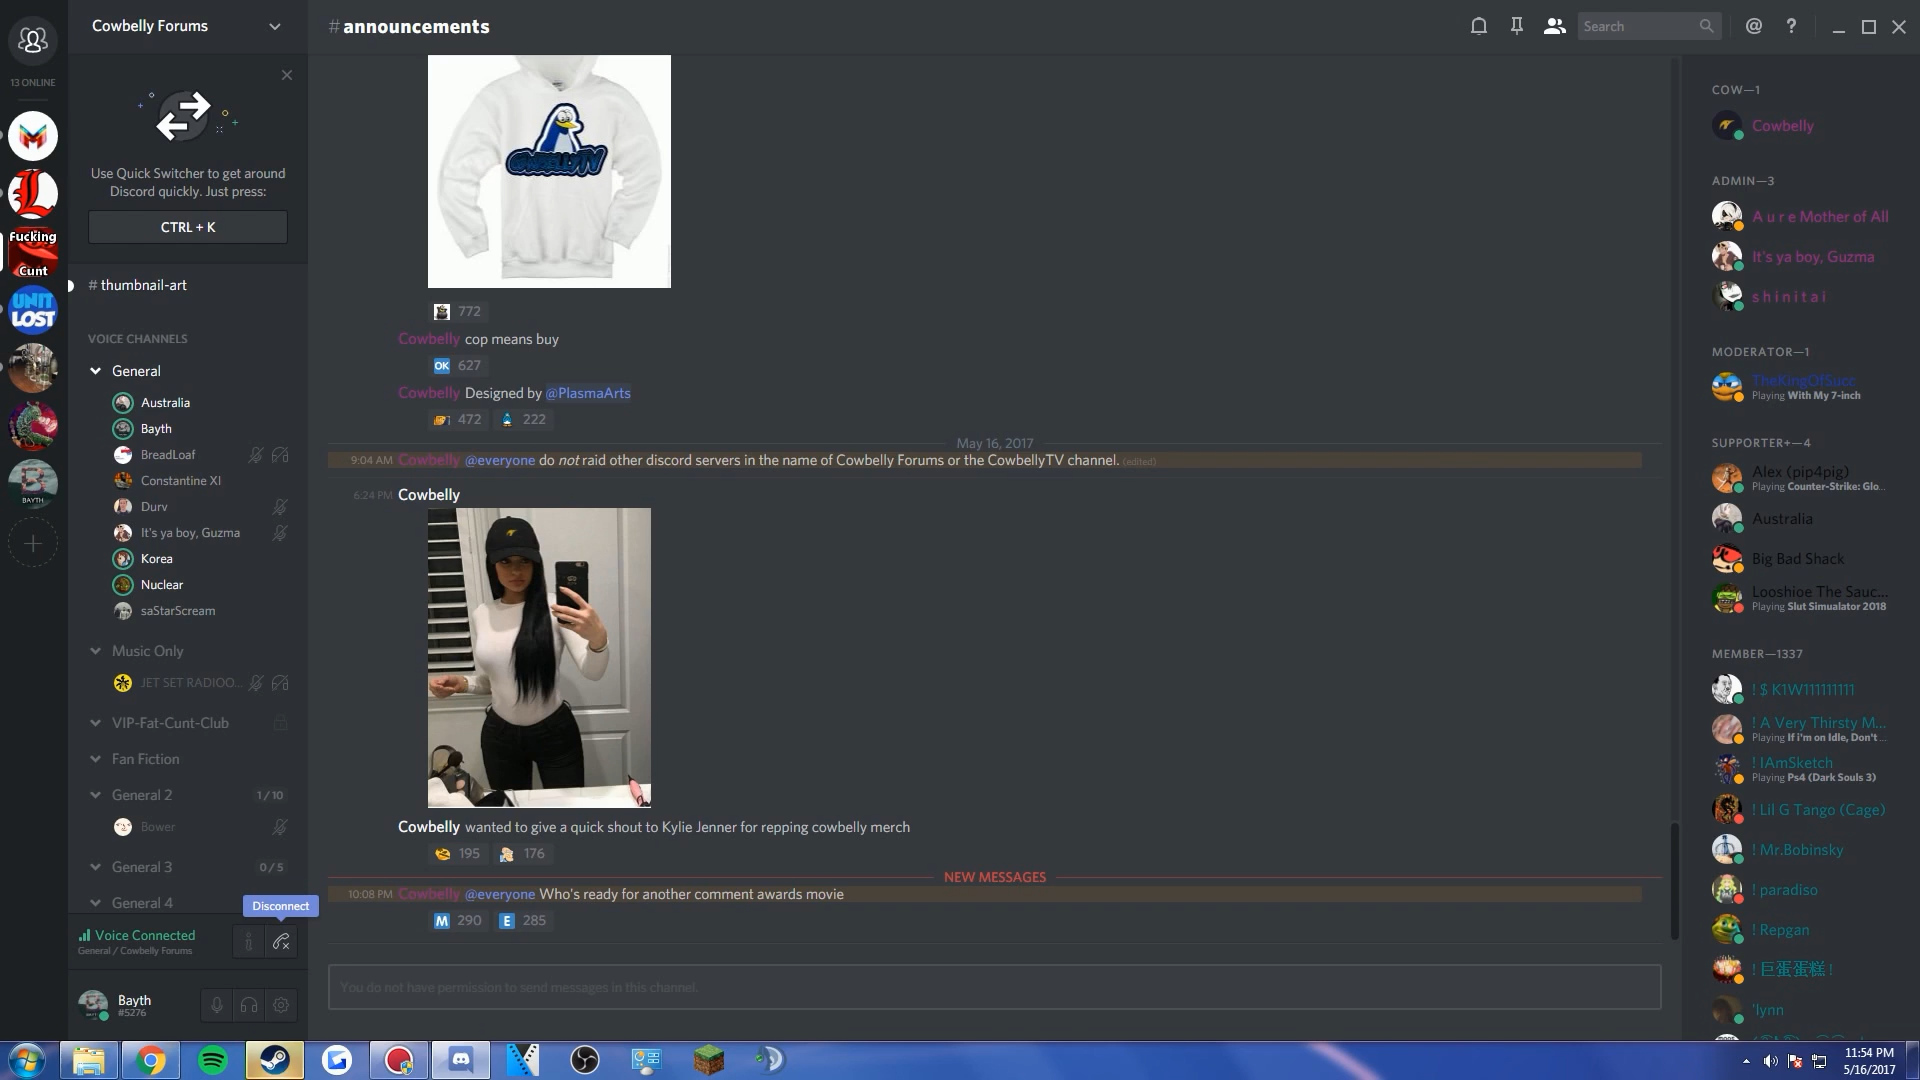 13 ONLINE
Fucking
Cunt
UNIT
LOST
BAYTH
Cowbelly Forums
Use Quick Switcher to get around
Discord quickly. Just press:
CTRL + K
# thumbnail-art
VOICE CHANNELS
General
Australia
Bayth
BreadLoaf
Constantine XI
Durv
It's ya boy, Guzma
Korea
Nuclear
saStarScream
Music Only
JET SET RADIOO...
VIP-Fat-Cunt-Club
Fan Fiction
General 2 1/10
Bower
General 3 0/5
General 4
Disconnect
Voice Connected
General / Cowbelly Forums
Bayth
#5276
#announcements
Search
COWBELLYTV
772
Cowbelly cop means buy
OK 627
Cowbelly Designed by @PlasmaArts
472 222
May 16, 2017
9:04 AM Cowbelly @everyone do not raid other discord servers in the name of Cowbelly Forums or the CowbellyTV channel. (edited)
6:24 PM Cowbelly
Cowbelly wanted to give a quick shout to Kylie Jenner for repping cowbelly merch
195 176
NEW MESSAGES
10:08 PM Cowbelly @everyone Who's ready for another comment awards movie
M 290 E 285
You do not have permission to send messages in this channel.
COW—1
Cowbelly
ADMIN—3
A u r e Mother of All
It's ya boy, Guzma
s h i n i t a i
MODERATOR—1
TheKingOfSucc
Playing With My 7-inch
SUPPORTER+—4
Alex (pip4pig)
Playing Counter-Strike: Glo...
Australia
Big Bad Shack
Looshioe The Sauc...
Playing Slut Simualator 2018
MEMBER—1337
! $ K1W111111111
! A Very Thirsty M...
Playing If i'm on Idle, Don't ...
! IAmSketch
Playing Ps4 (Dark Souls 3)
! Lil G Tango (Cage)
! Mr.Bobinsky
! paradiso
! Repgan
! 巨蛋蛋糕 !
'lynn
11:54 PM
5/16/2017